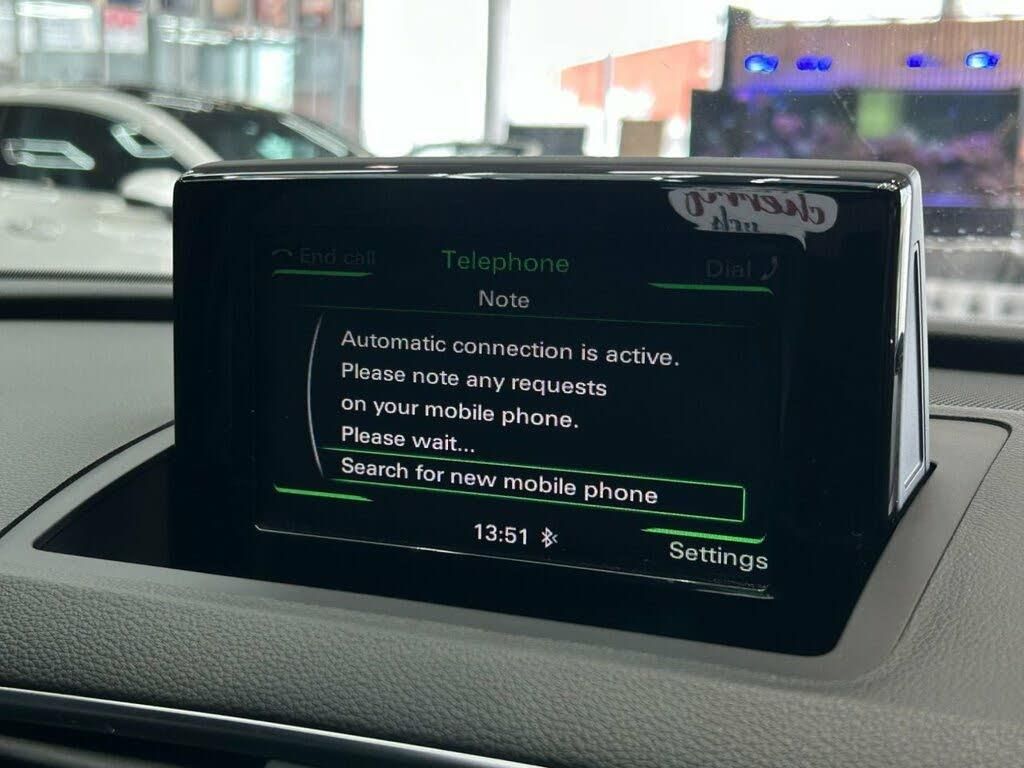 End call Telephone Dial
Note
Automatic connection is active.
Please note any requests
on your mobile phone.
Please wait...
Search for new mobile phone
13:51
Settings
cherry